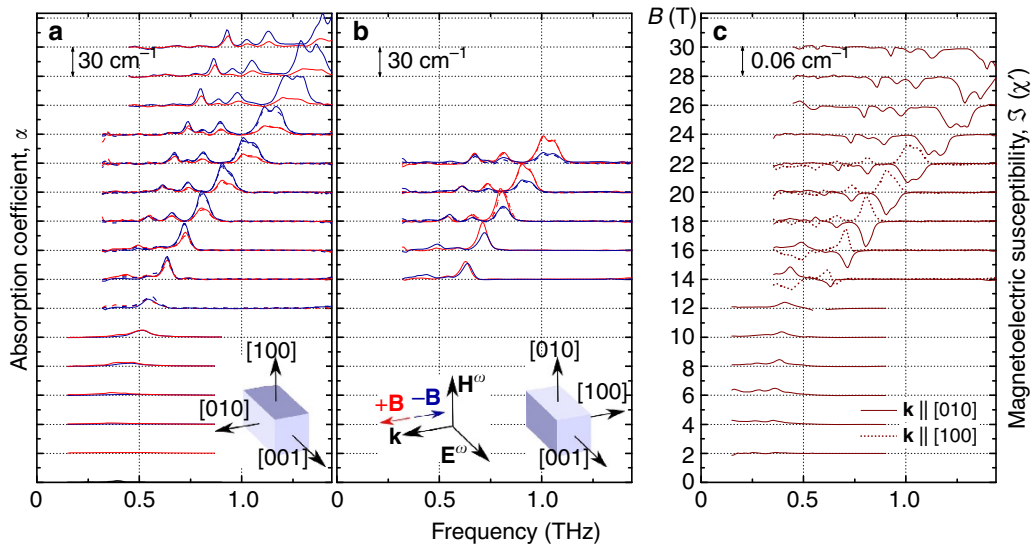 a
30 cm⁻¹
b
30 cm⁻¹
B (T)
c
0.06 cm⁻¹
Absorption coefficient, α
Magnetoelectric susceptibility, ℑ (χ′)
30
28
26
24
22
20
18
16
14
12
10
8
6
4
2
0
[100]
[010]
[001]
+B
−B
k
Hω
Eω
[010]
[100]
[001]
k || [010]
k || [100]
0
0.5
1.0
0
0.5
1.0
0
0.5
1.0
Frequency (THz)